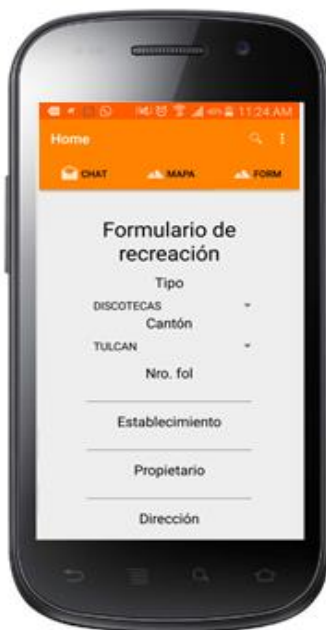 11:24 AM
Home
CHAT MAPA FORM
Formulario de
recreación
Tipo
DISCOTECAS
Cantón
TULCAN
Nro. fol
Establecimiento
Propietario
Dirección